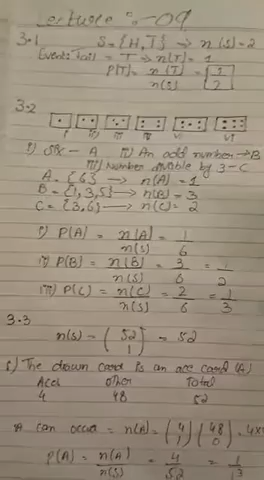 Lecture :- 09
3.1 S = {H, T} ⇒ n(S) = 2
Event: Tail = T ⇒ n(T) = 1
P(T) = n(T)/n(S) = 1/2
3.2
I II III IV VI
i) Six - A ii) An odd number → B
iii) Number divisible by 3 - C
A = {6} → n(A) = 1
B = {1, 3, 5} → n(B) = 3
C = {3, 6} → n(C) = 2
i) P(A) = n(A)/n(S) = 1/6
ii) P(B) = n(B)/n(S) = 3/6 = 1/2
iii) P(C) = n(C)/n(S) = 2/6 = 1/3
3.3
n(S) = (52 1) = 52
i) The drawn card is an ace card (A)
Ace Other Total
4 48 52
A can occur = n(A) = (4 1) (48 0) = 4×
P(A) = n(A)/n(S) = 4/52 = 1/13